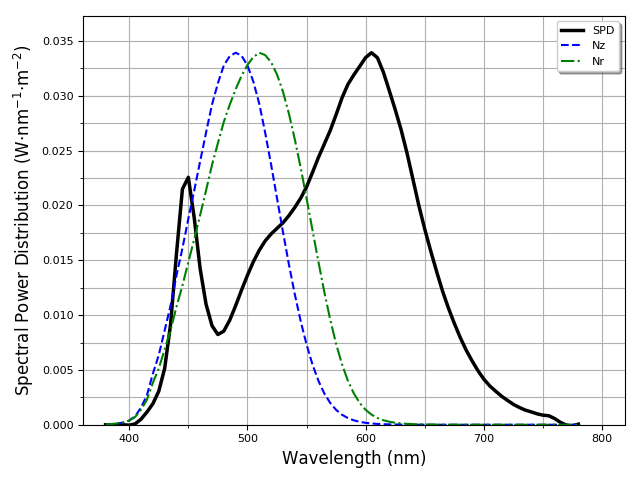 SPD
Nz
Nr
0.035
0.030
0.025
0.020
0.015
0.010
0.005
0.000
Spectral Power Distribution (W·nm⁻¹·m⁻²)
400 500 600 700 800
Wavelength (nm)